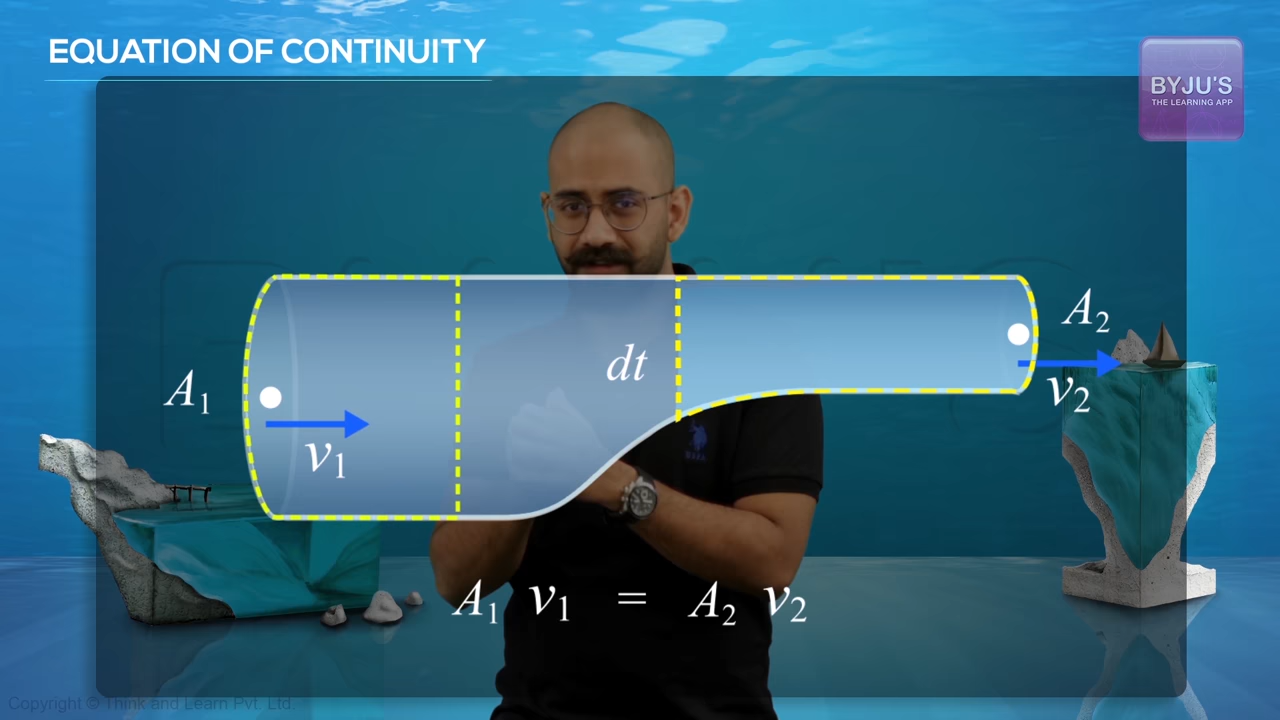 EQUATION OF CONTINUITY
BYJU'S
THE LEARNING APP
A₂
dt
A₁
v₂
v₁
A₁ v₁ = A₂ v₂
Copyright © Think and Learn Pvt. Ltd.